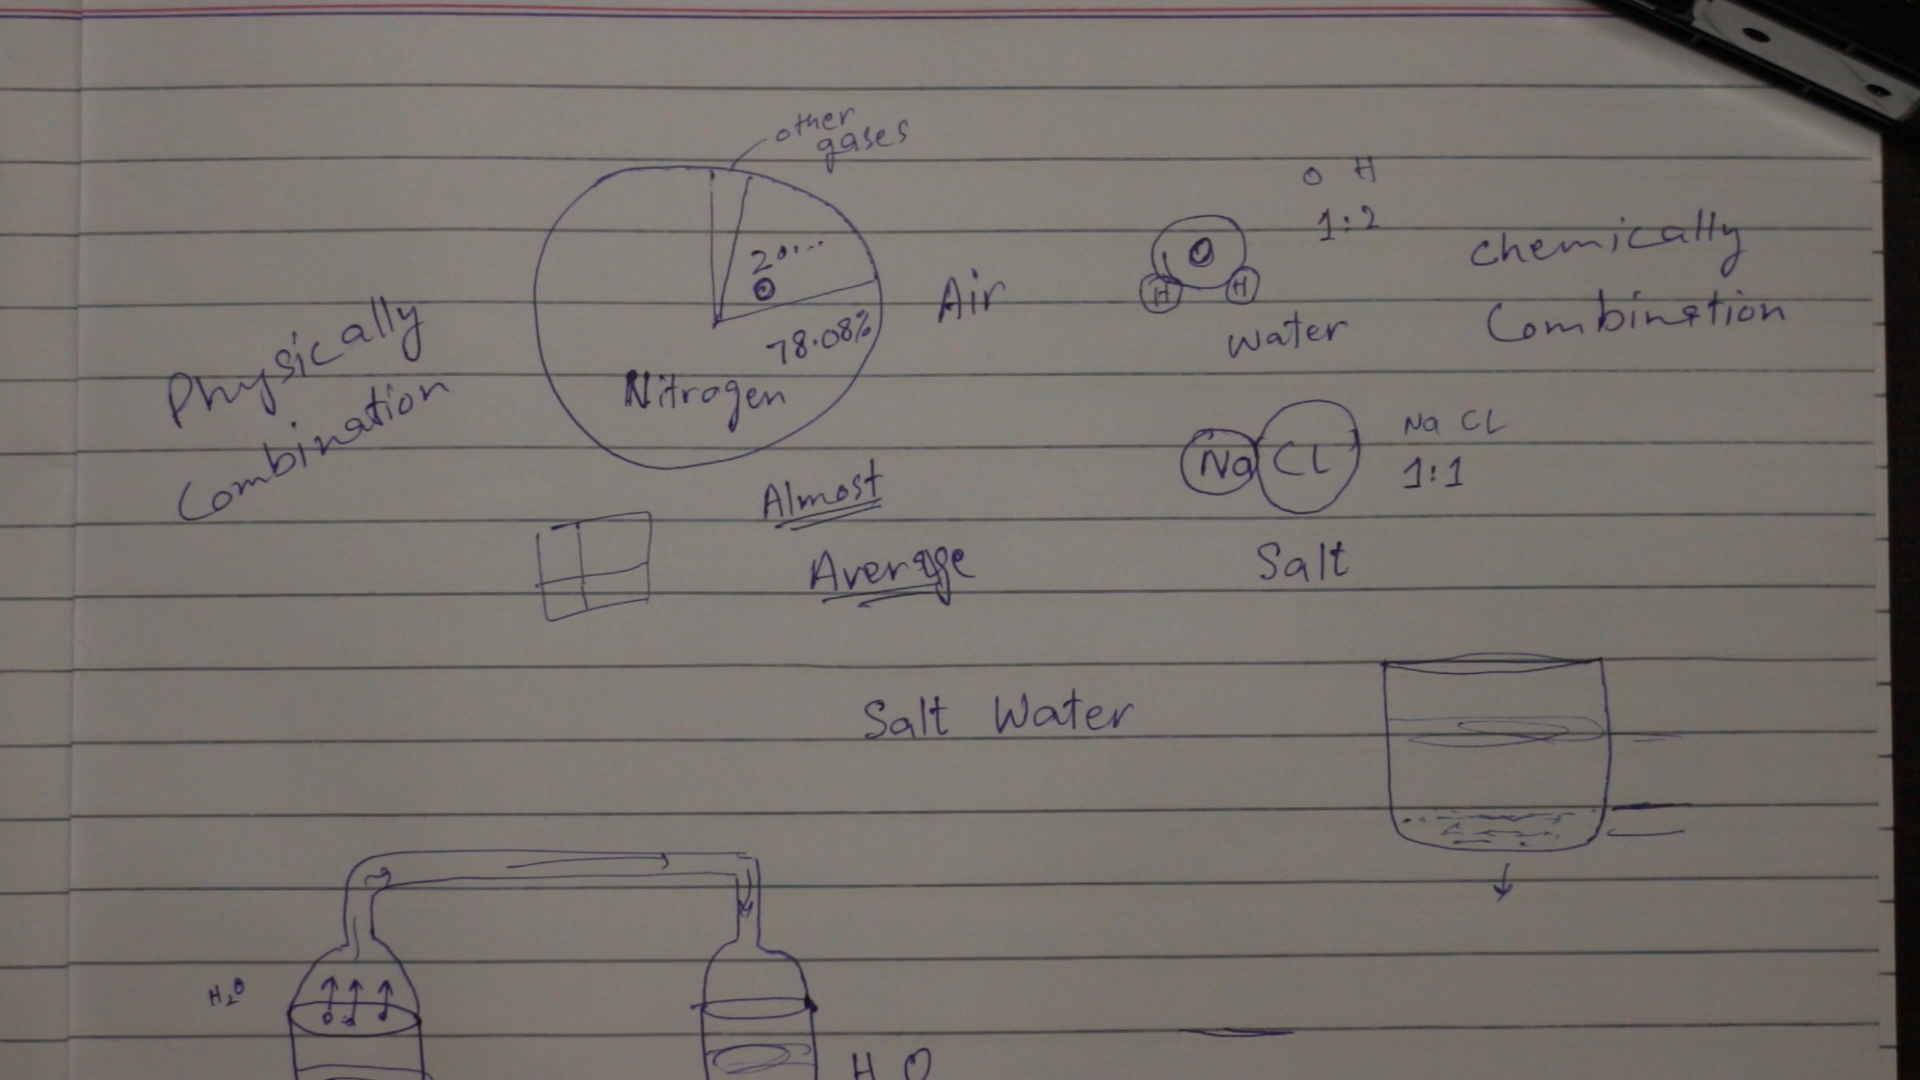 other
gases
O H
1:2
20...
O
78.08%
Nitrogen
Air
Physically
Combination
O
H H
Water
Chemically
Combination
Na Cl
Na Cl
1:1
Salt
Almost
Average
Salt Water
H2O
H O